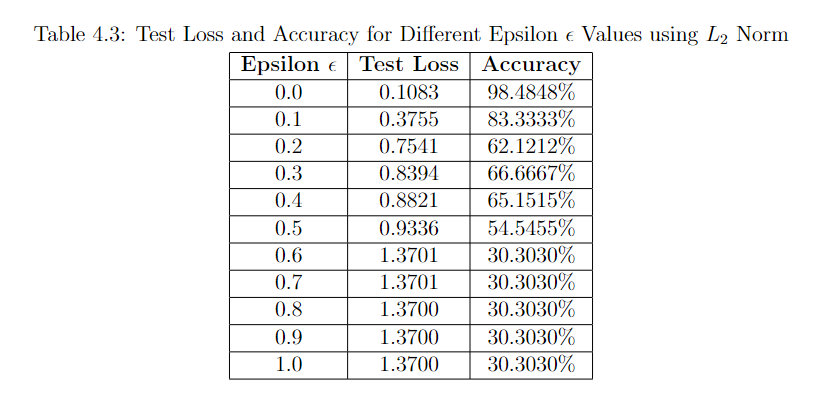 Table 4.3: Test Loss and Accuracy for Different Epsilon ϵ Values using L₂ Norm
Epsilon ϵ Test Loss Accuracy
0.0 0.1083 98.4848%
0.1 0.3755 83.3333%
0.2 0.7541 62.1212%
0.3 0.8394 66.6667%
0.4 0.8821 65.1515%
0.5 0.9336 54.5455%
0.6 1.3701 30.3030%
0.7 1.3701 30.3030%
0.8 1.3700 30.3030%
0.9 1.3700 30.3030%
1.0 1.3700 30.3030%